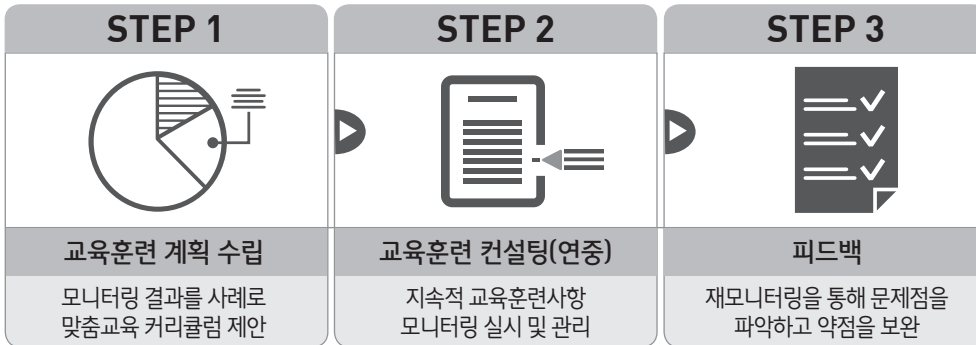 STEP 1
교육훈련 계획 수립
모니터링 결과를 사례로
맞춤교육 커리큘럼 제안
STEP 2
교육훈련 컨설팅(연중)
지속적 교육훈련사항
모니터링 실시 및 관리
STEP 3
피드백
재모니터링을 통해 문제점을
파악하고 약점을 보완